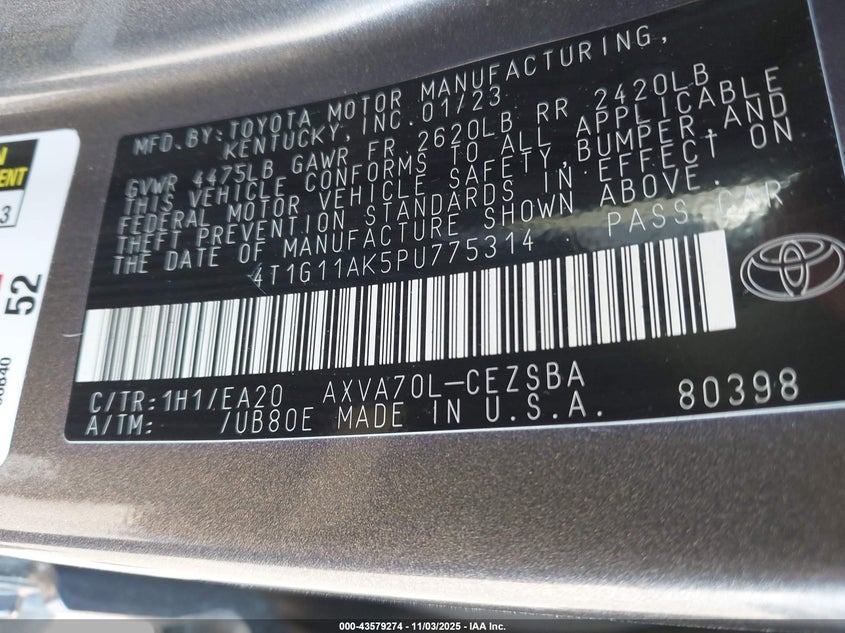 MFD.BY:TOYOTA MOTOR MANUFACTURING,
KENTUCKY, INC. 01/23
GVWR 4475LB GAWR FR 2620LB RR 2420LB
THIS VEHICLE CONFORMS TO ALL APPLICABLE
FEDERAL MOTOR VEHICLE SAFETY, BUMPER, AND
THEFT PREVENTION STANDARDS IN EFFECT ON
THE DATE OF MANUFACTURE SHOWN ABOVE.
4T1G11AK5PU775314 PASS CAR
C/TR:1H1/EA20 AXVA70L-CEZSBA
A/TM: /UB80E MADE IN U.S.A. 80398
3
52
000-43579274 - 11/03/2025 - IAA Inc.